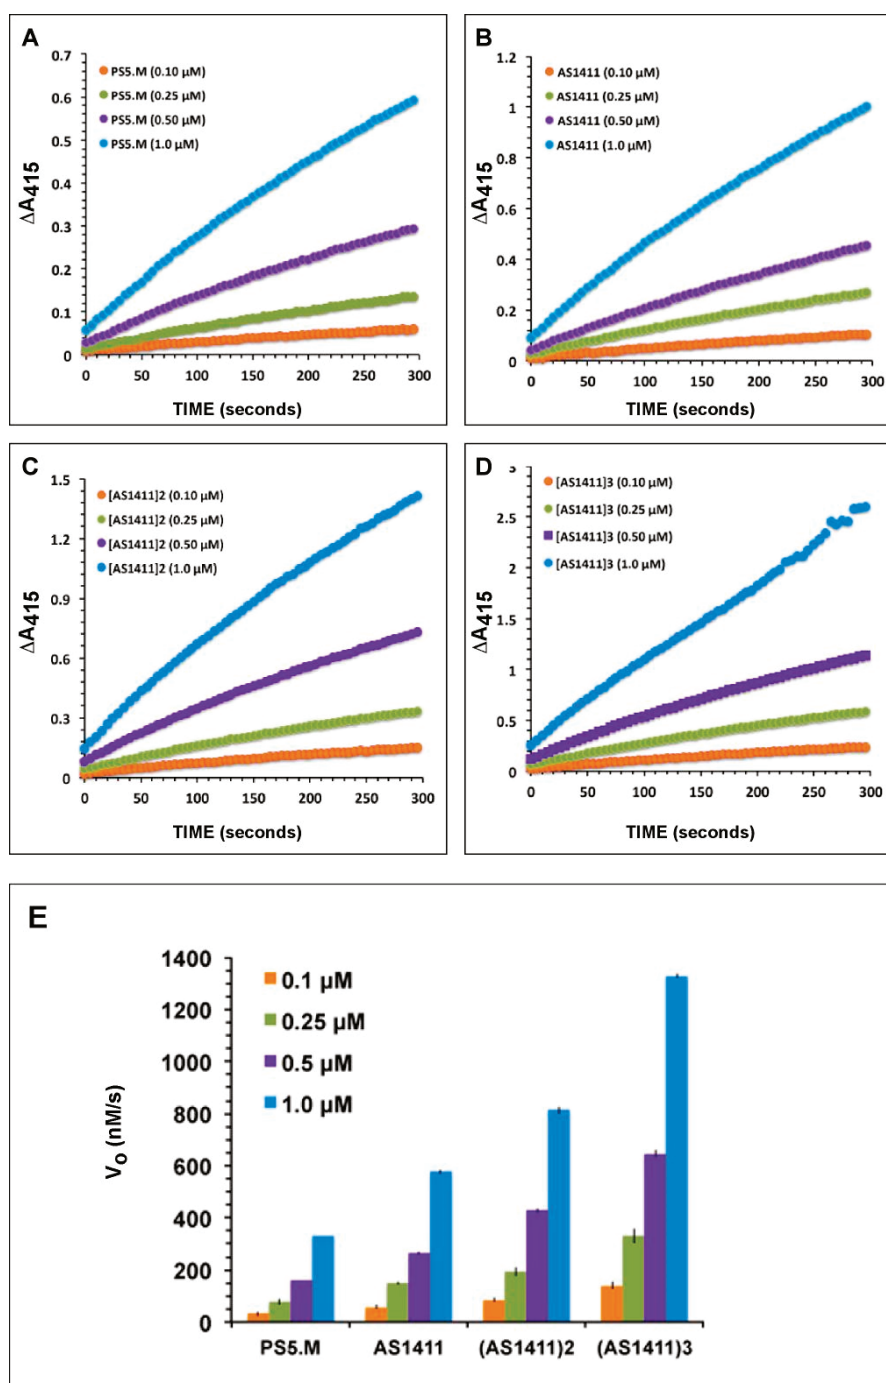 A
0.7
0.6
0.5
0.4
0.3
0.2
0.1
0
PS5.M (0.10 µM)
PS5.M (0.25 µM)
PS5.M (0.50 µM)
PS5.M (1.0 µM)
ΔA415
0 50 100 150 200 250 300
TIME (seconds)
B
1.2
1
0.8
0.6
0.4
0.2
0
AS1411 (0.10 µM)
AS1411 (0.25 µM)
AS1411 (0.50 µM)
AS1411 (1.0 µM)
ΔA415
0 50 100 150 200 250 300
TIME (seconds)
C
1.5
1.2
0.9
0.6
0.3
0
[AS1411]2 (0.10 µM)
[AS1411]2 (0.25 µM)
[AS1411]2 (0.50 µM)
[AS1411]2 (1.0 µM)
ΔA415
0 50 100 150 200 250 300
TIME (seconds)
D
3
2.5
2
1.5
1
0.5
0
[AS1411]3 (0.10 µM)
[AS1411]3 (0.25 µM)
[AS1411]3 (0.50 µM)
[AS1411]3 (1.0 µM)
ΔA415
0 50 100 150 200 250 300
TIME (seconds)
E
1400
1200
1000
800
600
400
200
0
0.1 µM
0.25 µM
0.5 µM
1.0 µM
Vo (nM/s)
PS5.M AS1411 (AS1411)2 (AS1411)3